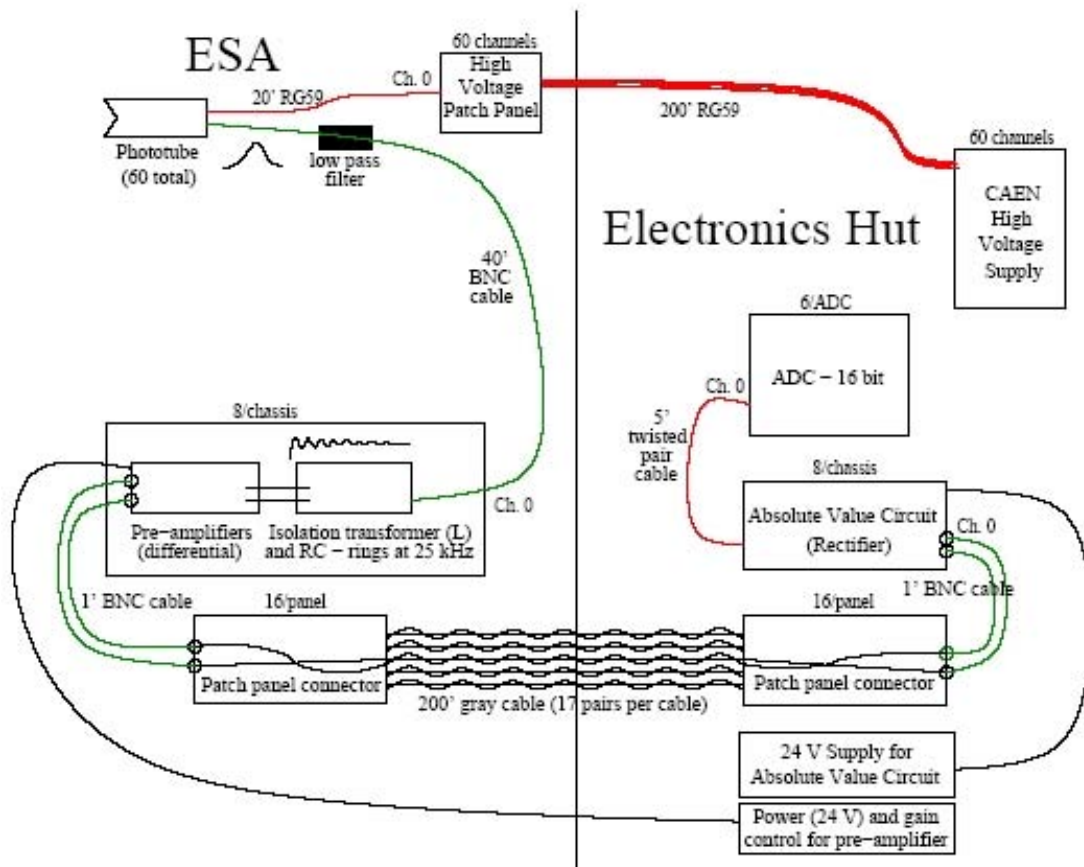 ESA
60 channels
High
Voltage
Patch Panel
Ch. 0
20' RG59
200' RG59
Phototube
(60 total)
low pass
filter
60 channels
CAEN
High
Voltage
Supply
Electronics Hut
40'
BNC
cable
6/ADC
ADC − 16 bit
Ch. 0
5'
twisted
pair
cable
8/chassis
Ch. 0
Pre−amplifiers
(differential)
Isolation transformer (L)
and RC − rings at 25 kHz
8/chassis
Absolute Value Circuit
(Rectifier)
Ch. 0
1' BNC cable
16/panel
Patch panel connector
1' BNC cable
16/panel
Patch panel connector
200' gray cable (17 pairs per cable)
24 V Supply for
Absolute Value Circuit
Power (24 V) and gain
control for pre−amplifier